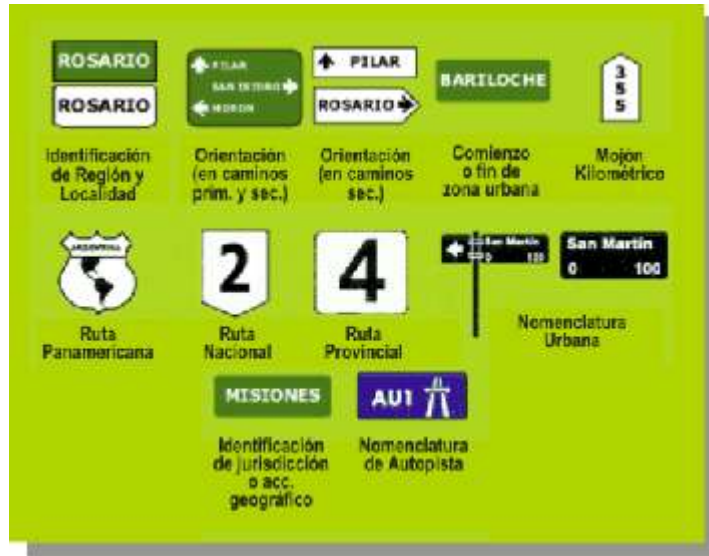 ROSARIO
ROSARIO
Identificación
de Región y
Localidad
PILAR
SAN ISIDRO
MORON
Orientación
(en caminos
prim. y sec.)
PILAR
ROSARIO
Orientación
(en caminos
sec.)
BARILOCHE
Comienzo
o fin de
zona urbana
3
5
5
Mojón
Kilométrico
ARGENTINA
Ruta
Panamericana
2
Ruta
Nacional
4
Ruta
Provincial
San Martín
0 100
San Martín
0 100
Nomenclatura
Urbana
MISIONES
Identificación
de jurisdicción
o acc.
geográfico
AU1
Nomenclatura
de Autopista